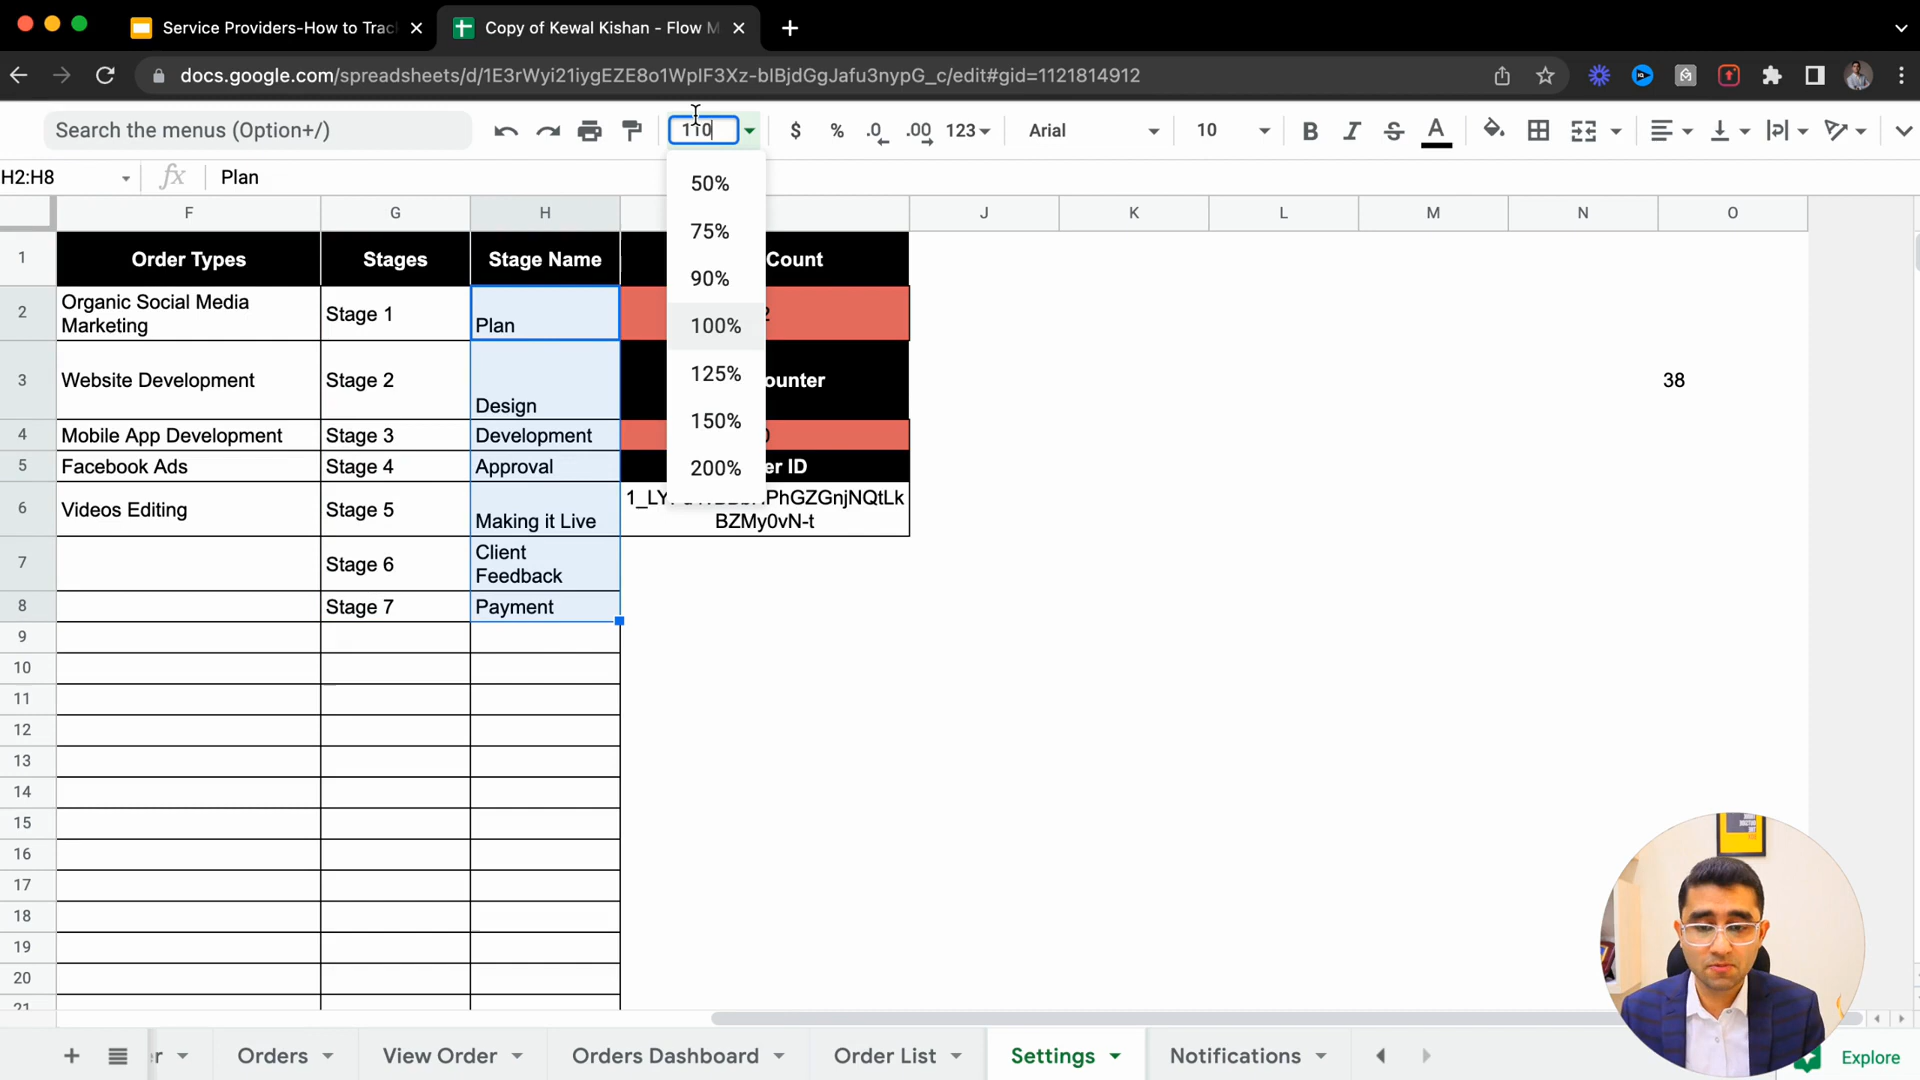 Service Providers-How to Trac
Copy of Kewal Kishan - Flow M
docs.google.com/spreadsheets/d/1E3rWyi21iygEZE8o1WpIF3Xz-bIBjdGgJafu3nypG_c/edit#gid=1121814912
Search the menus (Option+/)
110
$ % .0 .00 123
Arial
10
B I S A
H2:H8
fx
Plan
50%
75%
90%
100%
125%
150%
200%
F G H J K L M N O
1 Order Types Stages Stage Name Count
2 Organic Social Media
Marketing
Stage 1 Plan 2
3 Website Development Stage 2 Design ounter 38
4 Mobile App Development Stage 3 Development 0
5 Facebook Ads Stage 4 Approval er ID
6 Videos Editing Stage 5 Making it Live
PhGZGnjNQtLk
BZMy0vN-t
7 Stage 6 Client
Feedback
8 Stage 7 Payment
9
10
11
12
13
14
15
16
17
18
19
20
21
er Orders View Order Orders Dashboard Order List Settings Notifications
Explore